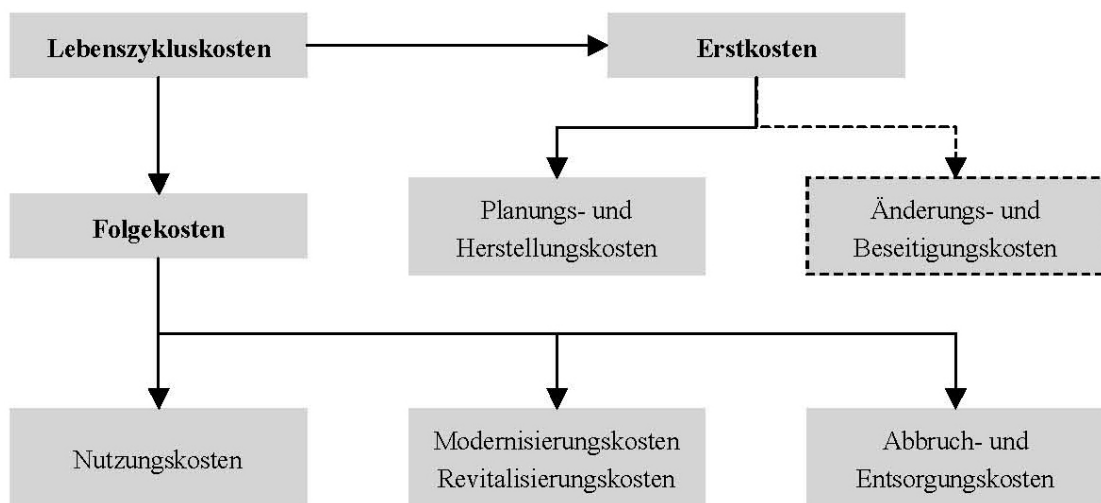 Lebenszykluskosten
Erstkosten
Folgekosten
Planungs- und
Herstellungskosten
Änderungs- und
Beseitigungskosten
Nutzungskosten
Modernisierungskosten
Revitalisierungskosten
Abbruch- und
Entsorgungskosten